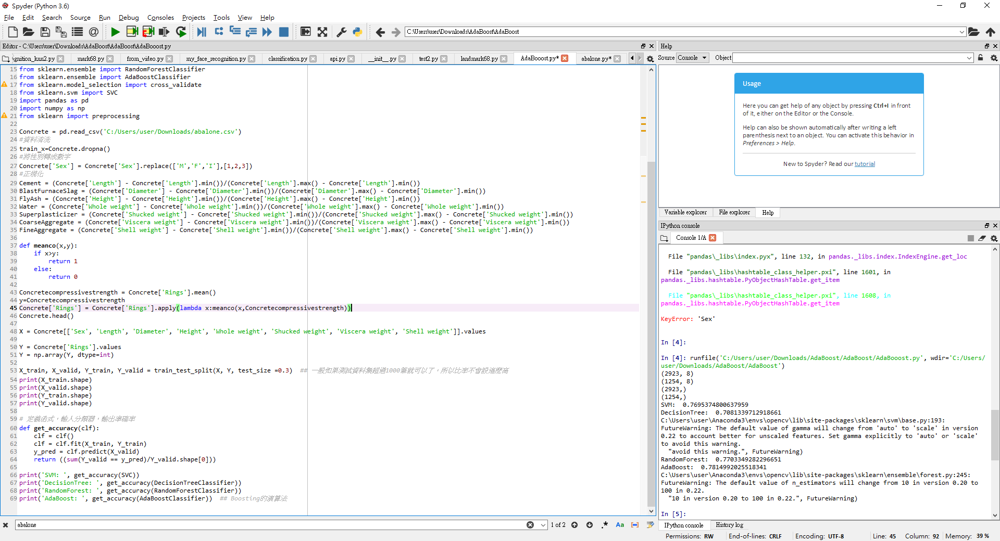 Spyder (Python 3.6)
File Edit Search Source Run Debug Consoles Projects Tools View Help
C:\Users\user\Downloads\AdaBoost\AdaBoost
Editor - C:\Users\user\Downloads\AdaBoost\AdaBoost\AdaBooost.py
gnition_knn2.py mark68.py from_video.py my_face_recognition.py classification.py api.py __init__.py test2.py landmark68.py AdaBooost.py* abalone.py*
15 from sklearn.ensemble import RandomForestClassifier
16 from sklearn.ensemble import AdaBoostClassifier
17 from sklearn.model_selection import cross_validate
18 from sklearn.svm import SVC
19 import pandas as pd
20 import numpy as np
21 from sklearn import preprocessing
22
23 Concrete = pd.read_csv('C:/Users/user/Downloads/abalone.csv')
24 #資料清洗
25 train_x=Concrete.dropna()
26 #將性別轉成數字
27 Concrete['Sex'] = Concrete['Sex'].replace(['M','F','I'],[1,2,3])
28 #正規化
29 Cement = (Concrete['Length'] - Concrete['Length'].min())/(Concrete['Length'].max() - Concrete['Length'].min())
30 BlastFurnaceSlag = (Concrete['Diameter'] - Concrete['Diameter'].min())/(Concrete['Diameter'].max() - Concrete['Diameter'].min())
31 FlyAsh = (Concrete['Height'] - Concrete['Height'].min())/(Concrete['Height'].max() - Concrete['Height'].min())
32 Water = (Concrete['Whole weight'] - Concrete['Whole weight'].min())/(Concrete['Whole weight'].max() - Concrete['Whole weight'].min())
33 Superplasticizer = (Concrete['Shucked weight'] - Concrete['Shucked weight'].min())/(Concrete['Shucked weight'].max() - Concrete['Shucked weight'].min())
34 CoarseAggregate = (Concrete['Viscera weight'] - Concrete['Viscera weight'].min())/(Concrete['Viscera weight'].max() - Concrete['Viscera weight'].min())
35 FineAggregate = (Concrete['Shell weight'] - Concrete['Shell weight'].min())/(Concrete['Shell weight'].max() - Concrete['Shell weight'].min())
36
37 def meanco(x,y):
38     if x>y:
39         return 1
40     else:
41         return 0
42
43 Concretecompressivestrength = Concrete['Rings'].mean()
44 y=Concretecompressivestrength
45 Concrete['Rings'] = Concrete['Rings'].apply(lambda x:meanco(x,Concretecompressivestrength))
46 Concrete.head()
47
48 X = Concrete[['Sex', 'Length', 'Diameter', 'Height', 'Whole weight', 'Shucked weight', 'Viscera weight', 'Shell weight']].values
49
50 Y = Concrete['Rings'].values
51 Y = np.array(Y, dtype=int)
52
53 X_train, X_valid, Y_train, Y_valid = train_test_split(X, Y, test_size =0.3)  ## 一般如果測試資料集超過1000筆就可以了，所以比率不會設這麼高
54 print(X_train.shape)
55 print(X_valid.shape)
56 print(Y_train.shape)
57 print(Y_valid.shape)
58
59 # 定義函式，輸入分類器，輸出準確率
60 def get_accuracy(clf):
61     clf = clf()
62     clf = clf.fit(X_train, Y_train)
63     y_pred = clf.predict(X_valid)
64     return ((sum(Y_valid == y_pred)/Y_valid.shape[0]))
65
66 print('SVM: ', get_accuracy(SVC))
67 print('DecisionTree: ', get_accuracy(DecisionTreeClassifier))
68 print('RandomForest: ', get_accuracy(RandomForestClassifier))
69 print('AdaBoost: ', get_accuracy(AdaBoostClassifier))  ## Boosting的演算法
abalone 1 of 2 .* Aa
Help
Source Console Object
Usage
Here you can get help of any object by pressing Ctrl+I in front
of it, either on the Editor or the Console.
Help can also be shown automatically after writing a left
parenthesis next to an object. You can activate this behavior in
Preferences > Help.
New to Spyder? Read our tutorial
Variable explorer File explorer Help
IPython console
Console 1/A
File "pandas\_libs\index.pyx", line 132, in pandas._libs.index.IndexEngine.get_loc
File "pandas\_libs\hashtable_class_helper.pxi", line 1601, in
pandas._libs.hashtable.PyObjectHashTable.get_item
File "pandas\_libs\hashtable_class_helper.pxi", line 1608, in
pandas._libs.hashtable.PyObjectHashTable.get_item
KeyError: 'Sex'
In [4]:
In [4]: runfile('C:/Users/user/Downloads/AdaBoost/AdaBoost/AdaBooost.py', wdir='C:/Users/
user/Downloads/AdaBoost/AdaBoost')
(2923, 8)
(1254, 8)
(2923,)
(1254,)
SVM:  0.7695374800637959
DecisionTree:  0.7081339712918661
C:\Users\user\Anaconda3\envs\opencv\lib\site-packages\sklearn\svm\base.py:193:
FutureWarning: The default value of gamma will change from 'auto' to 'scale' in version
0.22 to account better for unscaled features. Set gamma explicitly to 'auto' or 'scale'
to avoid this warning.
"avoid this warning.", FutureWarning)
RandomForest:  0.7703349282296651
AdaBoost:  0.7814992025518341
C:\Users\user\Anaconda3\envs\opencv\lib\site-packages\sklearn\ensemble\forest.py:245:
FutureWarning: The default value of n_estimators will change from 10 in version 0.20 to
100 in 0.22.
"10 in version 0.20 to 100 in 0.22.", FutureWarning)
In [5]:
IPython console History log
Permissions: RW End-of-lines: CRLF Encoding: UTF-8 Line: 45 Column: 92 Memory: 39 %